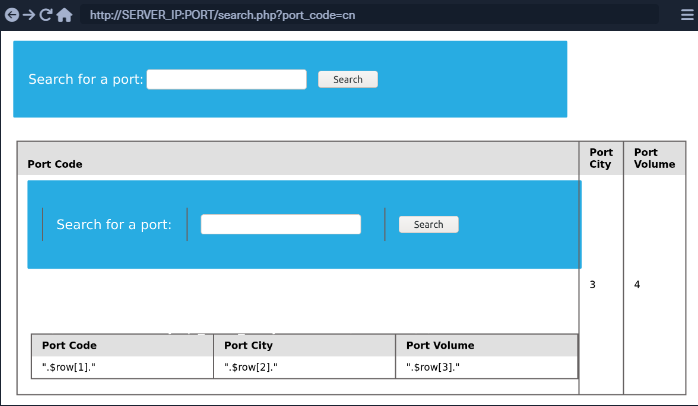 http://SERVER_IP:PORT/search.php?port_code=cn
Search for a port: Search
Port Code Port City Port Volume
Search for a port: Search
3 4
Port Code Port City Port Volume
".$row[1]." ".$row[2]." ".$row[3]."